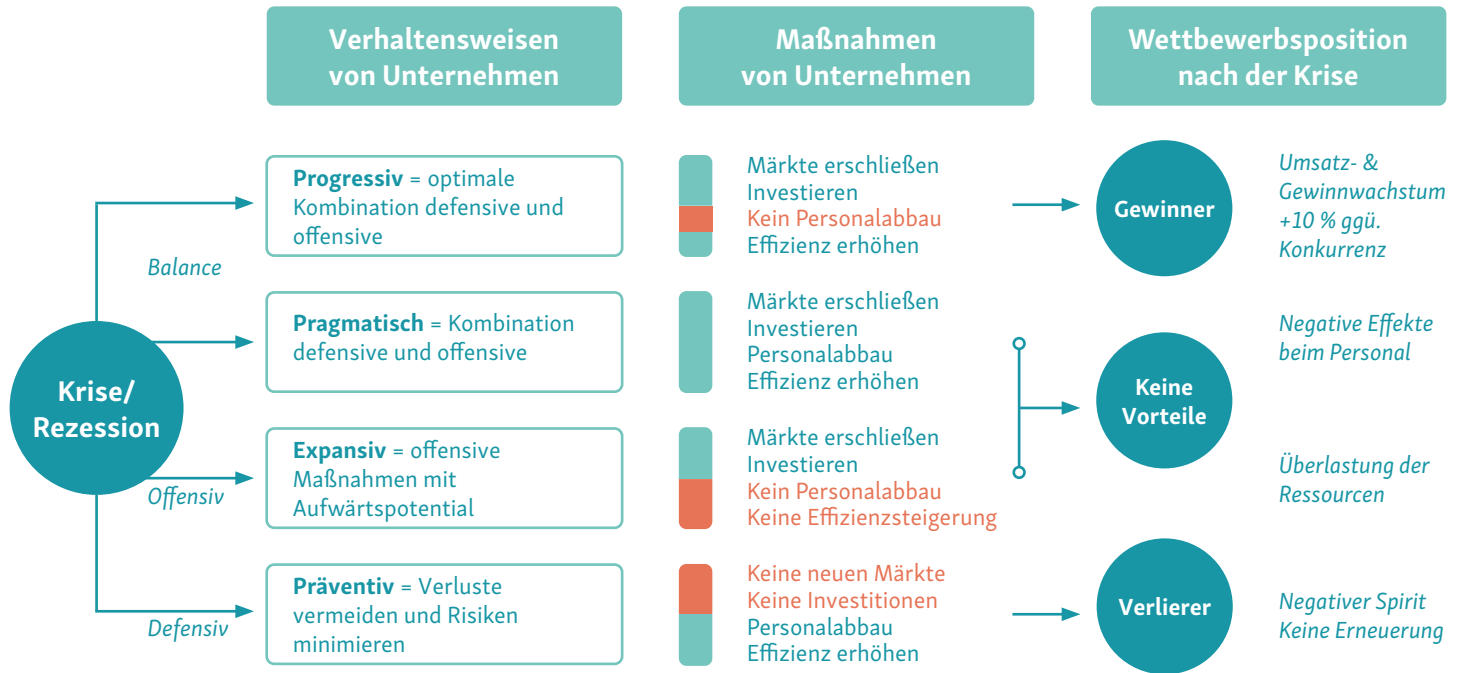 Verhaltensweisen
von Unternehmen
Maßnahmen
von Unternehmen
Wettbewerbsposition
nach der Krise
Krise/
Rezession
Balance
Offensiv
Defensiv
Progressiv = optimale
Kombination defensive und
offensive
Märkte erschließen
Investieren
Kein Personalabbau
Effizienz erhöhen
Gewinner
Umsatz- &
Gewinnwachstum
+10 % ggü.
Konkurrenz
Pragmatisch = Kombination
defensive und offensive
Märkte erschließen
Investieren
Personalabbau
Effizienz erhöhen
Keine
Vorteile
Negative Effekte
beim Personal
Expansiv = offensive
Maßnahmen mit
Aufwärtspotential
Märkte erschließen
Investieren
Kein Personalabbau
Keine Effizienzsteigerung
Überlastung der
Ressourcen
Präventiv = Verluste
vermeiden und Risiken
minimieren
Keine neuen Märkte
Keine Investitionen
Personalabbau
Effizienz erhöhen
Verlierer
Negativer Spirit
Keine Erneuerung